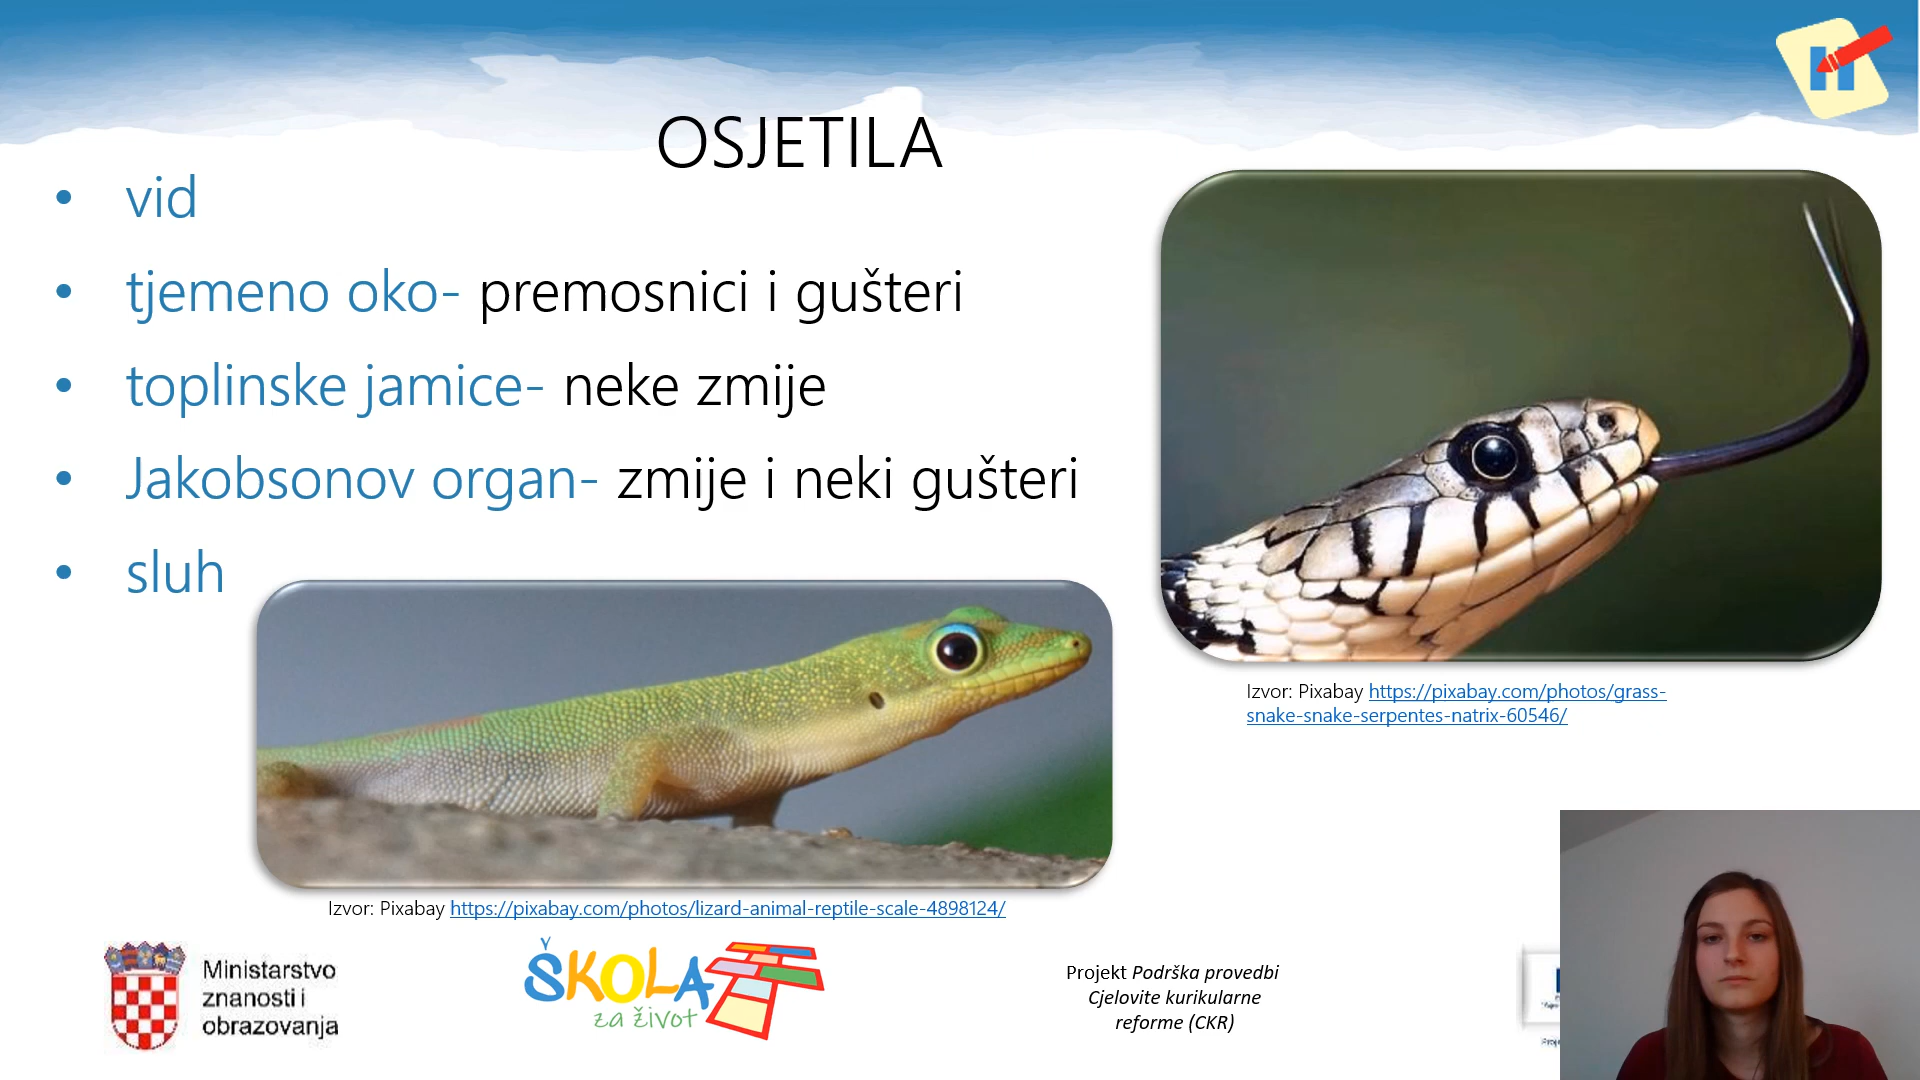 OSJETILA
• vid
• tjemeno oko- premosnici i gušteri
• toplinske jamice- neke zmije
• Jakobsonov organ- zmije i neki gušteri
• sluh
Izvor: Pixabay https://pixabay.com/photos/grass-
snake-snake-serpentes-natrix-60546/
Izvor: Pixabay https://pixabay.com/photos/lizard-animal-reptile-scale-4898124/
Ministarstvo
znanosti i
obrazovanja
ŠKOLA
za život
Projekt Podrška provedbi
Cjelovite kurikularne
reforme (CKR)